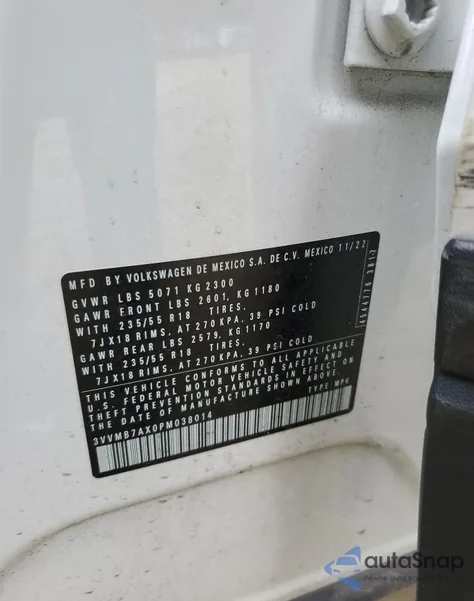 MFD BY VOLKSWAGEN DE MEXICO S.A. DE C.V. MEXICO 11/22
GVWR LBS 5071 KG 2300
GAWR FRONT LBS 2601, KG 1180
WITH 235/55 R18 TIRES.
7JX18 RIMS. AT 270 KPA, 39 PSI COLD
GAWR REAR LBS 2579, KG 1170
WITH 235/55 R18 TIRES.
7JX18 RIMS. AT 270 KPA, 39 PSI COLD
THIS VEHICLE CONFORMS TO ALL APPLICABLE
U.S. FEDERAL MOTOR VEHICLE SAFETY AND
THEFT PREVENTION STANDARDS IN EFFECT ON
THE DATE OF MANUFACTURE SHOWN ABOVE.
3VVMB7AX0PM038014 TYPE MPV
autoSnap